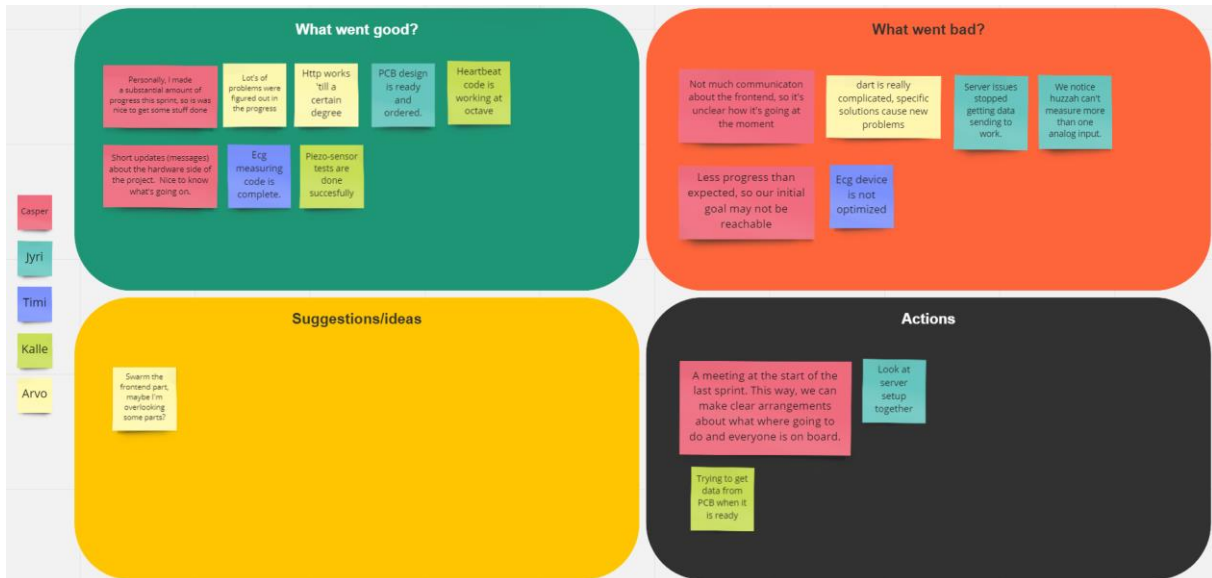 What went good?
Personally, I made
a substantial amount of
progress this sprint, so is was
nice to get some stuff done
Lot's of
problems were
figured out in
the progress
Http works
'till a
certain
degree
PCB design
is ready
and
ordered.
Heartbeat
code is
working at
octave
Short updates (messages)
about the hardware side of
the project. Nice to know
what's going on.
Ecg
measuring
code is
complete.
Piezo-sensor
tests are
done
succesfully
What went bad?
Not much communicaton
about the frontend, so it's
unclear how it's going at
the moment
dart is really
complicated, specific
solutions cause new
problems
Server issues
stopped
getting data
sending to
work.
We notice
huzzah can't
measure more
than one
analog input.
Less progress than
expected, so our initial
goal may not be
reachable
Ecg device
is not
optimized
Casper
Jyri
Timi
Kalle
Arvo
Suggestions/ideas
Swarm the
frontend part,
maybe I'm
overlooking
some parts?
Actions
A meeting at the start of the
last sprint. This way, we can
make clear arrangements
about what where going to
do and everyone is on board.
Look at
server
setup
together
Trying to get
data from
PCB when it
is ready